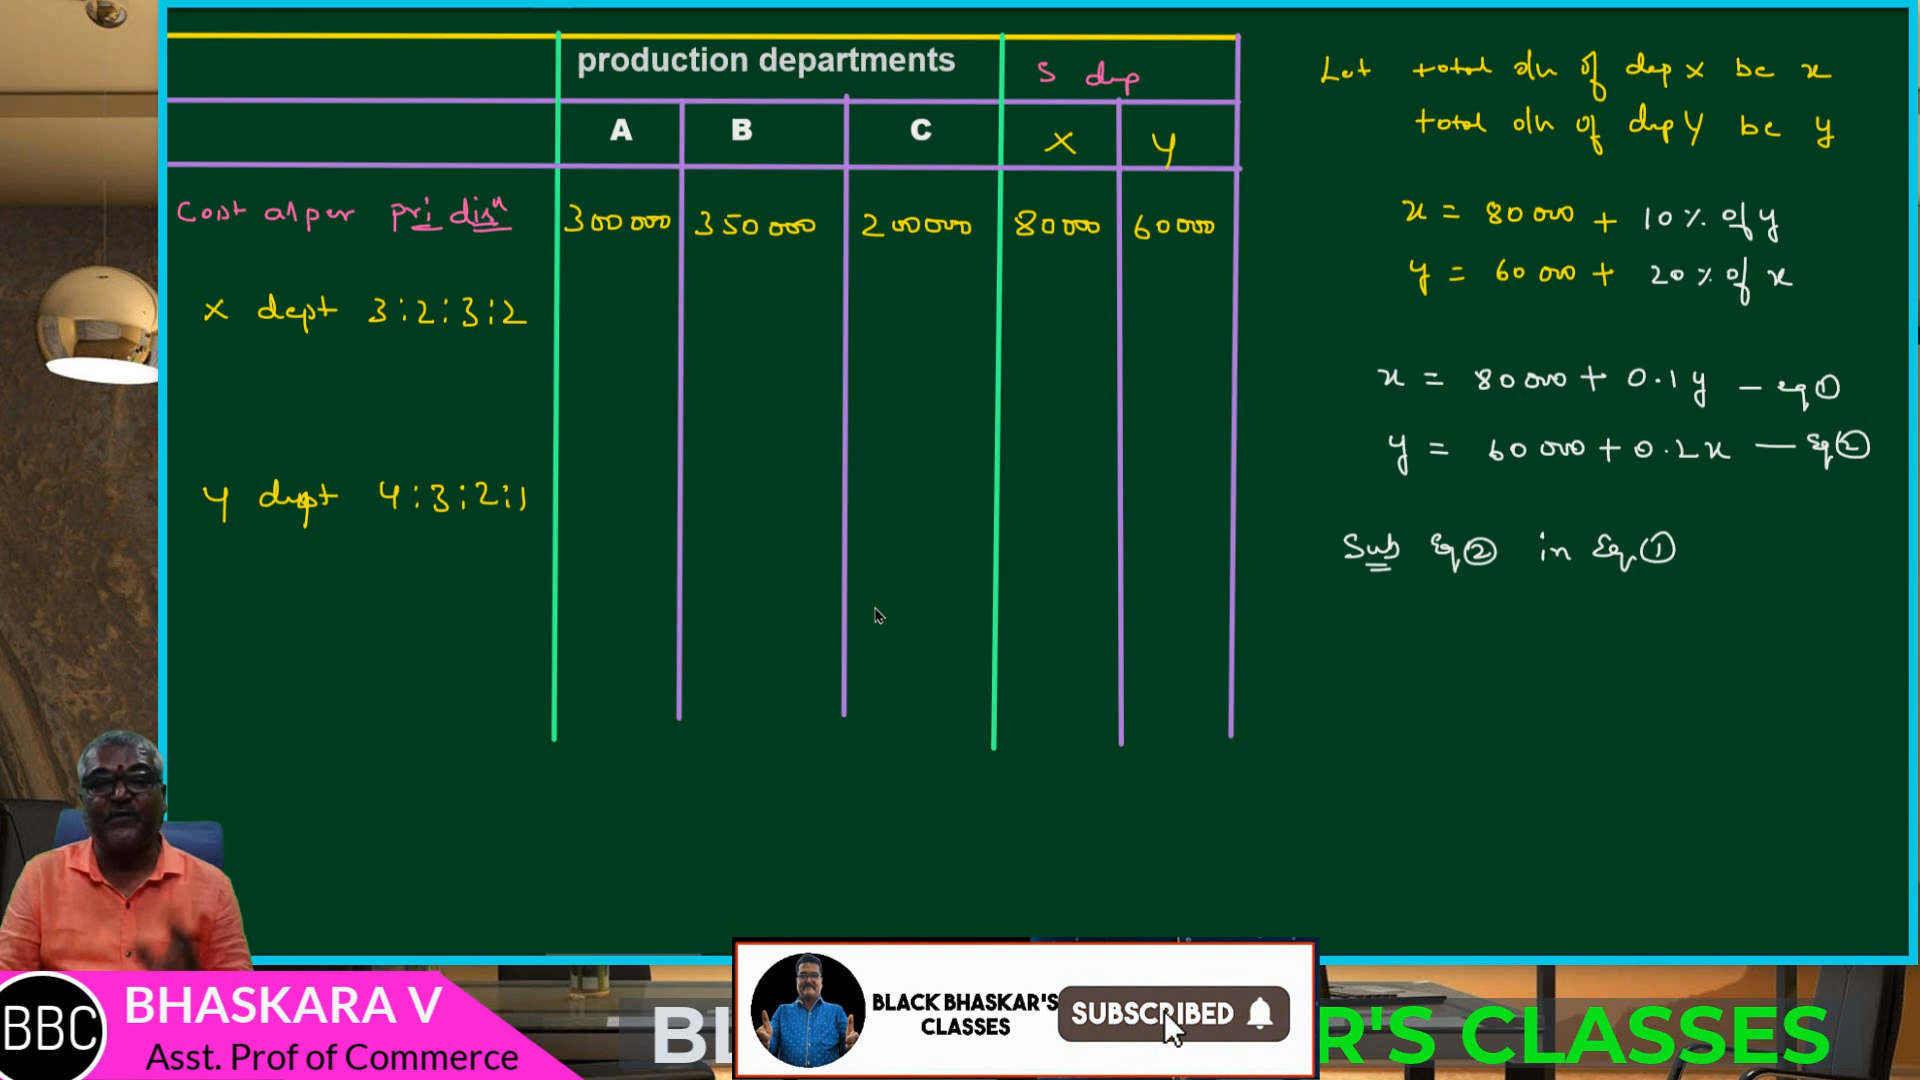 production departments
S dep
A B C X Y
Cost as per pri disn
300000 350000 200000 80000 60000
X dept 3:2:3:2
Y dept 4:3:2:1
Let total o/h of dep X be x
total o/h of dep Y be y
x = 80000 + 10% of y
y = 60000 + 20% of x
x = 80000 + 0.1y - eq①
y = 60000 + 0.2x — Eq②
Sub Eq② in Eq①
BBC
BHASKARA V
Asst. Prof of Commerce
BLACK BHASKAR'S
CLASSES
SUBSCRIBED
BL R'S CLASSES